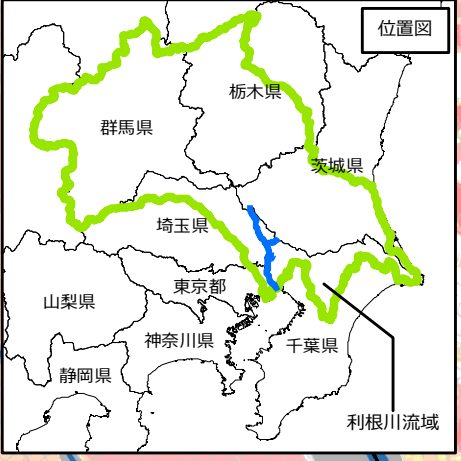 位置図
栃木県
群馬県
茨城県
埼玉県
東京都
山梨県
神奈川県
千葉県
静岡県
利根川流域